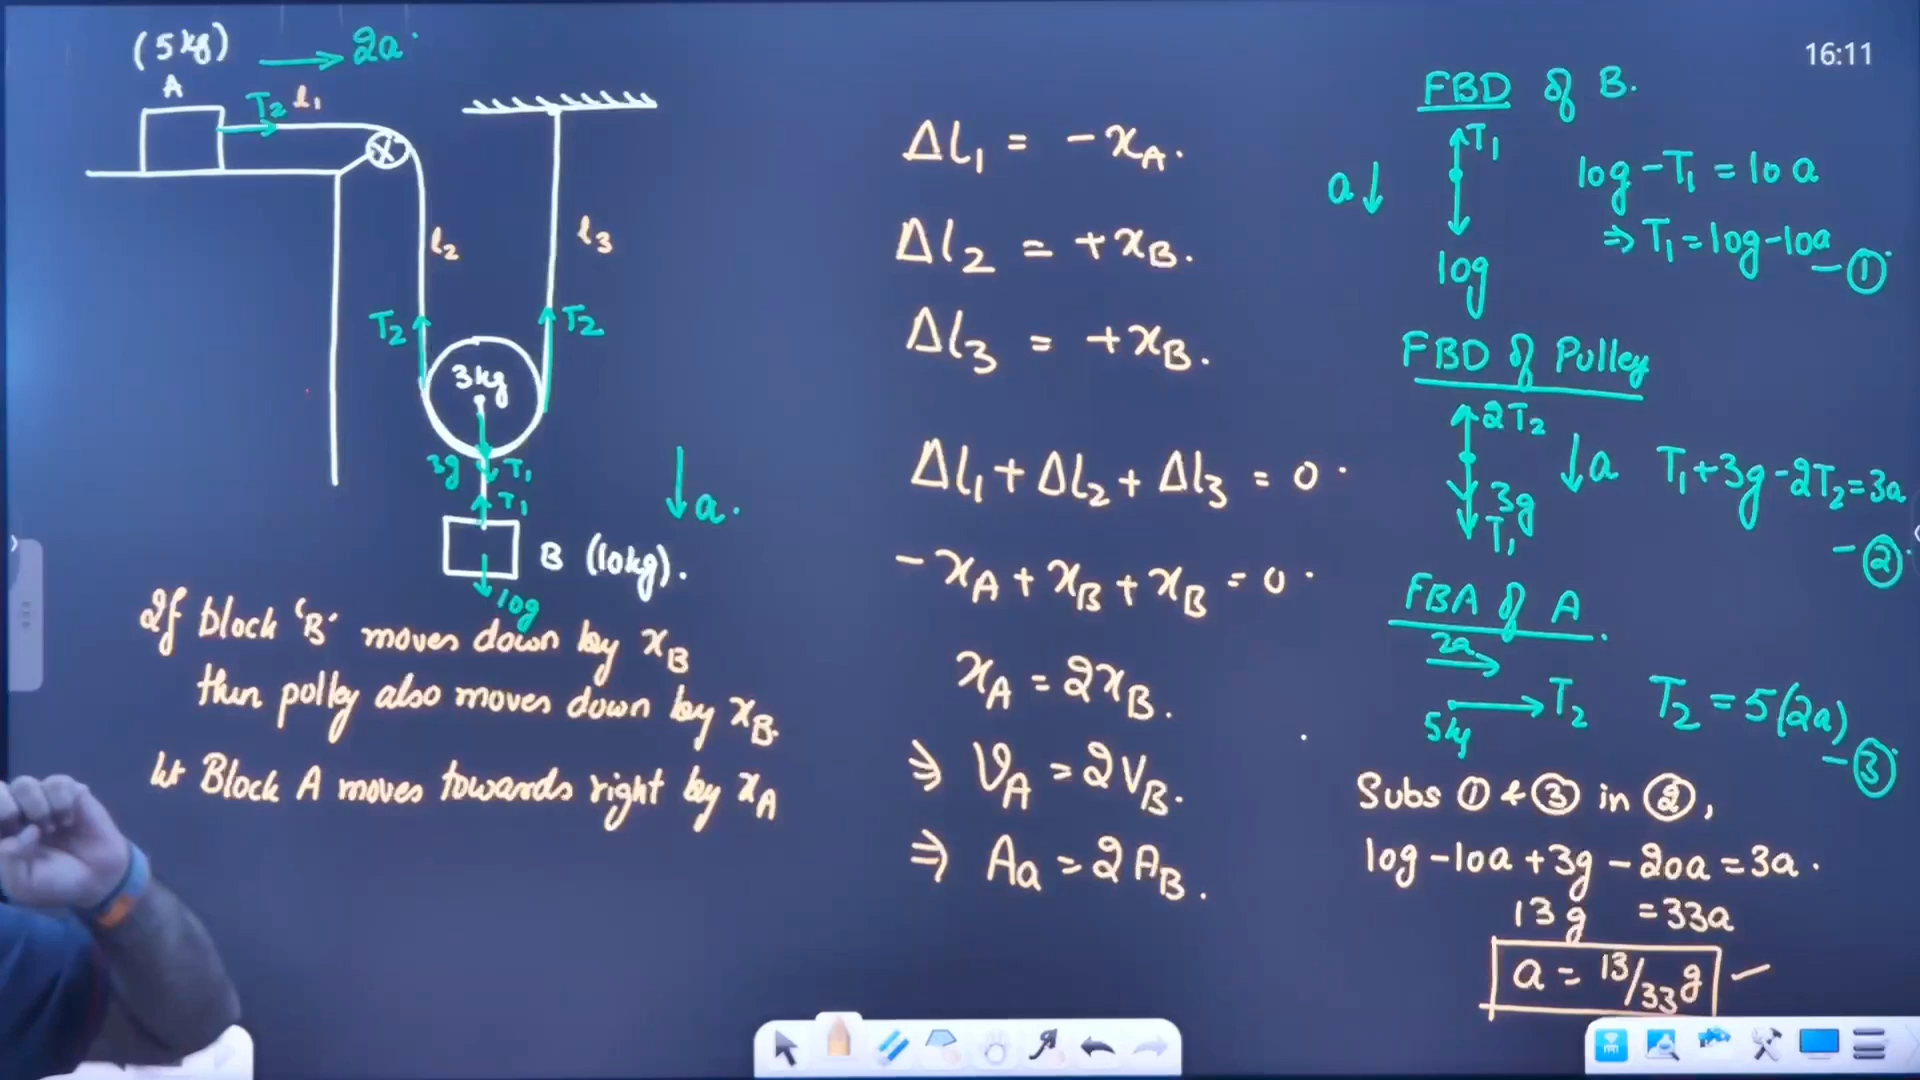 16:11
(5kg)
A
→ 2a.
T₂ l₁
l₂
l₃
T₂
T₂
3kg
3g
T₁
T₁
↓a.
B (10kg).
10g
If block 'B' moves down by xB
then polley also moves down by xB.
let Block A moves towards right by xA
Δl₁ = -xA.
Δl₂ = +xB.
Δl₃ = +xB.
Δl₁ + Δl₂ + Δl₃ = 0.
-xA + xB + xB = 0.
xA = 2xB.
⇒ VA = 2VB.
⇒ Aa = 2AB.
FBD of B.
T₁
a↓
10g
10g - T₁ = 10a
⇒ T₁ = 10g - 10a - ①
FBD of Pulley
2T₂
↓a
3g
T₁
T₁ + 3g - 2T₂ = 3a
- ②
FBA of A
2a
5kg → T₂
T₂ = 5(2a)
- ③
Subs ① & ③ in ②,
10g - 10a + 3g - 20a = 3a.
13g = 33a
a = 13/33 g